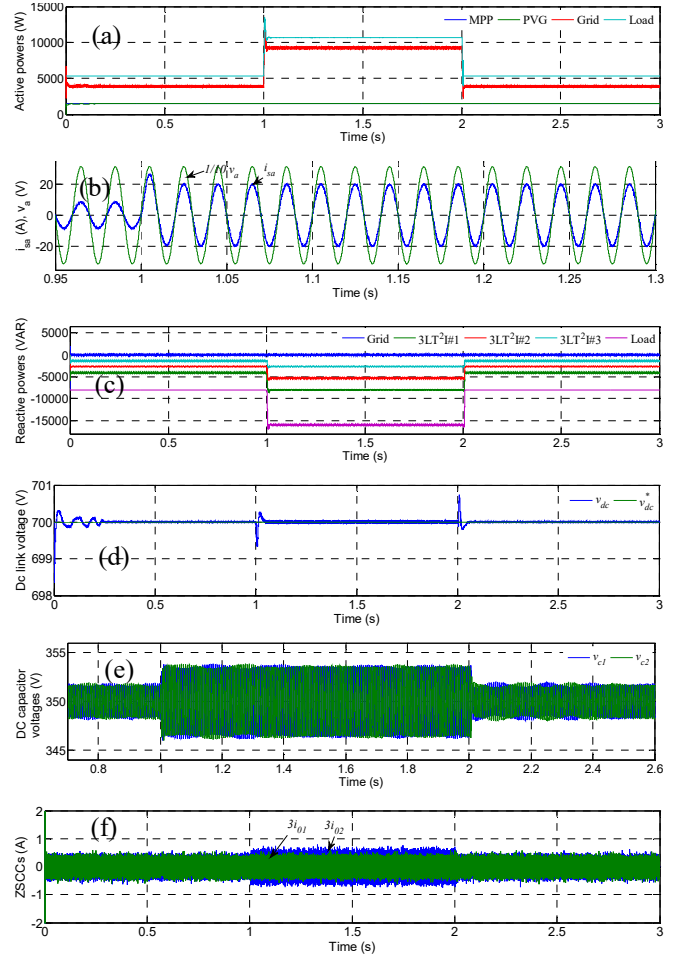 15000
10000
5000
0
Active powers (W)
(a)
MPP PVG Grid Load
0 0.5 1 1.5 2 2.5 3
Time (s)
20
0
-20
i_sa (A), v_a (V)
(b)
1/10 v_a
i_sa
0.95 1 1.05 1.1 1.15 1.2 1.25 1.3
Time (s)
5000
0
-5000
-10000
-15000
Reactive powers (VAR)
(c)
Grid 3LT²I#1 3LT²I#2 3LT²I#3 Load
0 0.5 1 1.5 2 2.5 3
Time (s)
701
700
699
698
Dc link voltage (V)
(d)
v_dc v_dc*
0 0.5 1 1.5 2 2.5 3
Time (s)
355
350
345
DC capacitor
voltages (V)
(e)
v_c1 v_c2
0.8 1 1.2 1.4 1.6 1.8 2 2.2 2.4 2.6
Time (s)
2
1
0
-1
-2
ZSCCs (A)
(f)
3i_01
3i_02
0 0.5 1 1.5 2 2.5 3
Time (s)